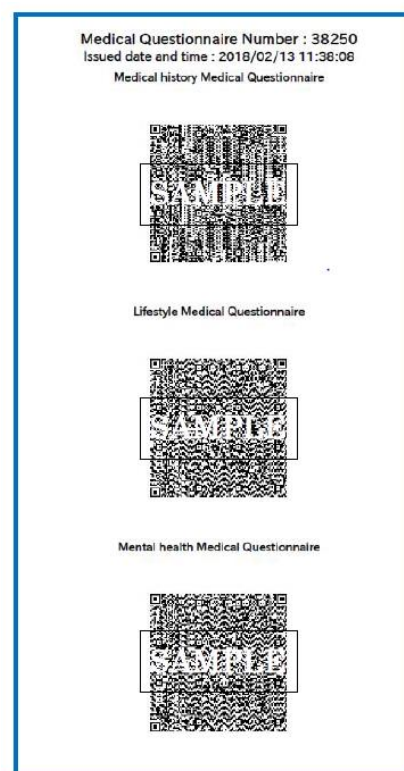 Medical Questionnaire Number : 38250
Issued date and time : 2018/02/13 11:38:08
Medical history Medical Questionnaire
SAMPLE
Lifestyle Medical Questionnaire
SAMPLE
Mental health Medical Questionnaire
SAMPLE